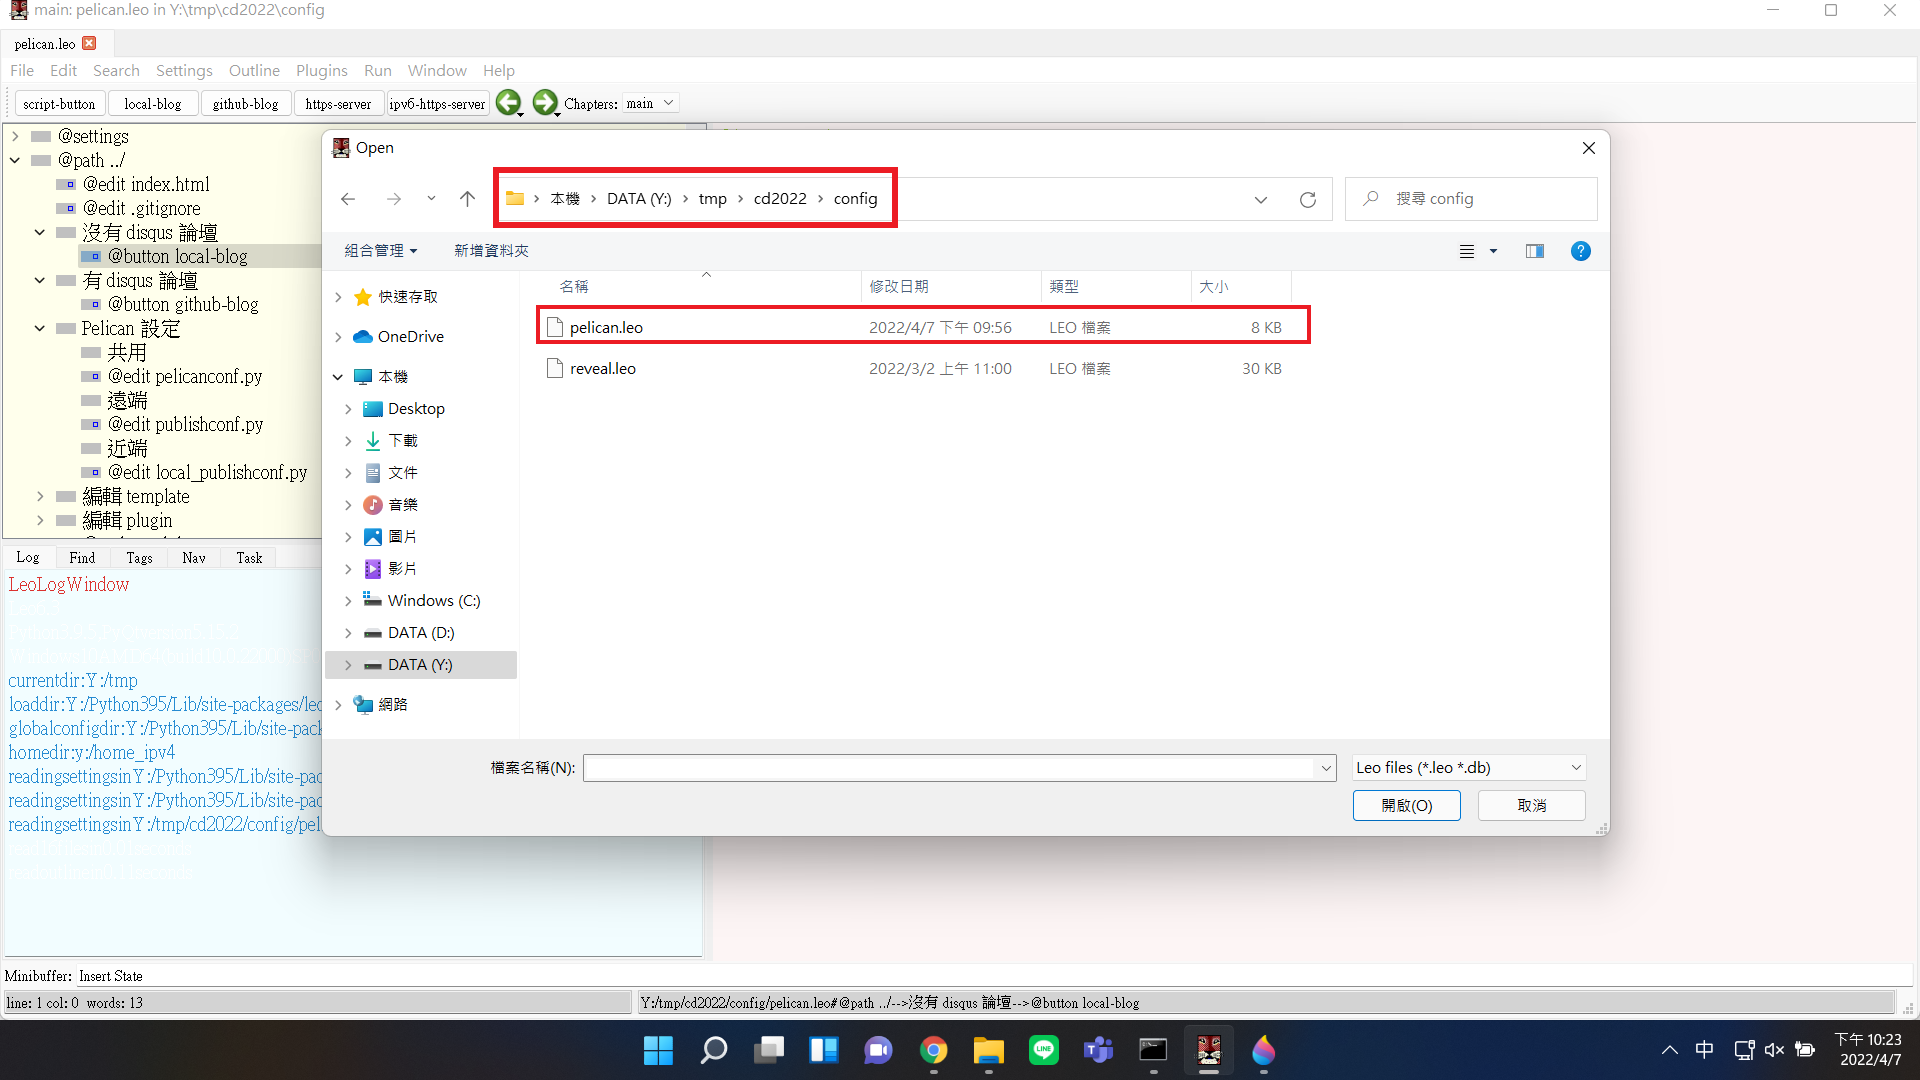 main: pelican.leo in Y:\tmp\cd2022\config
pelican.leo
File Edit Search Settings Outline Plugins Run Window Help
script-button local-blog github-blog https-server ipv6-https-server Chapters: main
@settings
@path ../
@edit index.html
@edit .gitignore
沒有 disqus 論壇
@button local-blog
有 disqus 論壇
@button github-blog
Pelican 設定
共用
@edit pelicanconf.py
遠端
@edit publishconf.py
近端
@edit local_publishconf.py
編輯 template
編輯 plugin
Log Find Tags Nav Task
LeoLogWindow
currentdir:Y:/tmp
loaddir:Y:/Python395/Lib/site-packages/leo
globalconfigdir:Y:/Python395/Lib/site-pack
homedir:y:/home_ipv4
readingsettingsinY:/Python395/Lib/site-pac
readingsettingsinY:/Python395/Lib/site-pac
readingsettingsinY:/tmp/cd2022/config/pel
Open
本機 DATA (Y:) tmp cd2022 config
搜尋 config
組合管理 新增資料夾
名稱 修改日期 類型 大小
pelican.leo 2022/4/7 下午 09:56 LEO 檔案 8 KB
reveal.leo 2022/3/2 上午 11:00 LEO 檔案 30 KB
快速存取
OneDrive
本機
Desktop
下載
文件
音樂
圖片
影片
Windows (C:)
DATA (D:)
DATA (Y:)
網路
檔案名稱(N):
Leo files (*.leo *.db)
開啟(O) 取消
Minibuffer: Insert State
line: 1 col: 0 words: 13
Y:/tmp/cd2022/config/pelican.leo#@path ../-->沒有 disqus 論壇-->@button local-blog
LINE
中
下午 10:23
2022/4/7